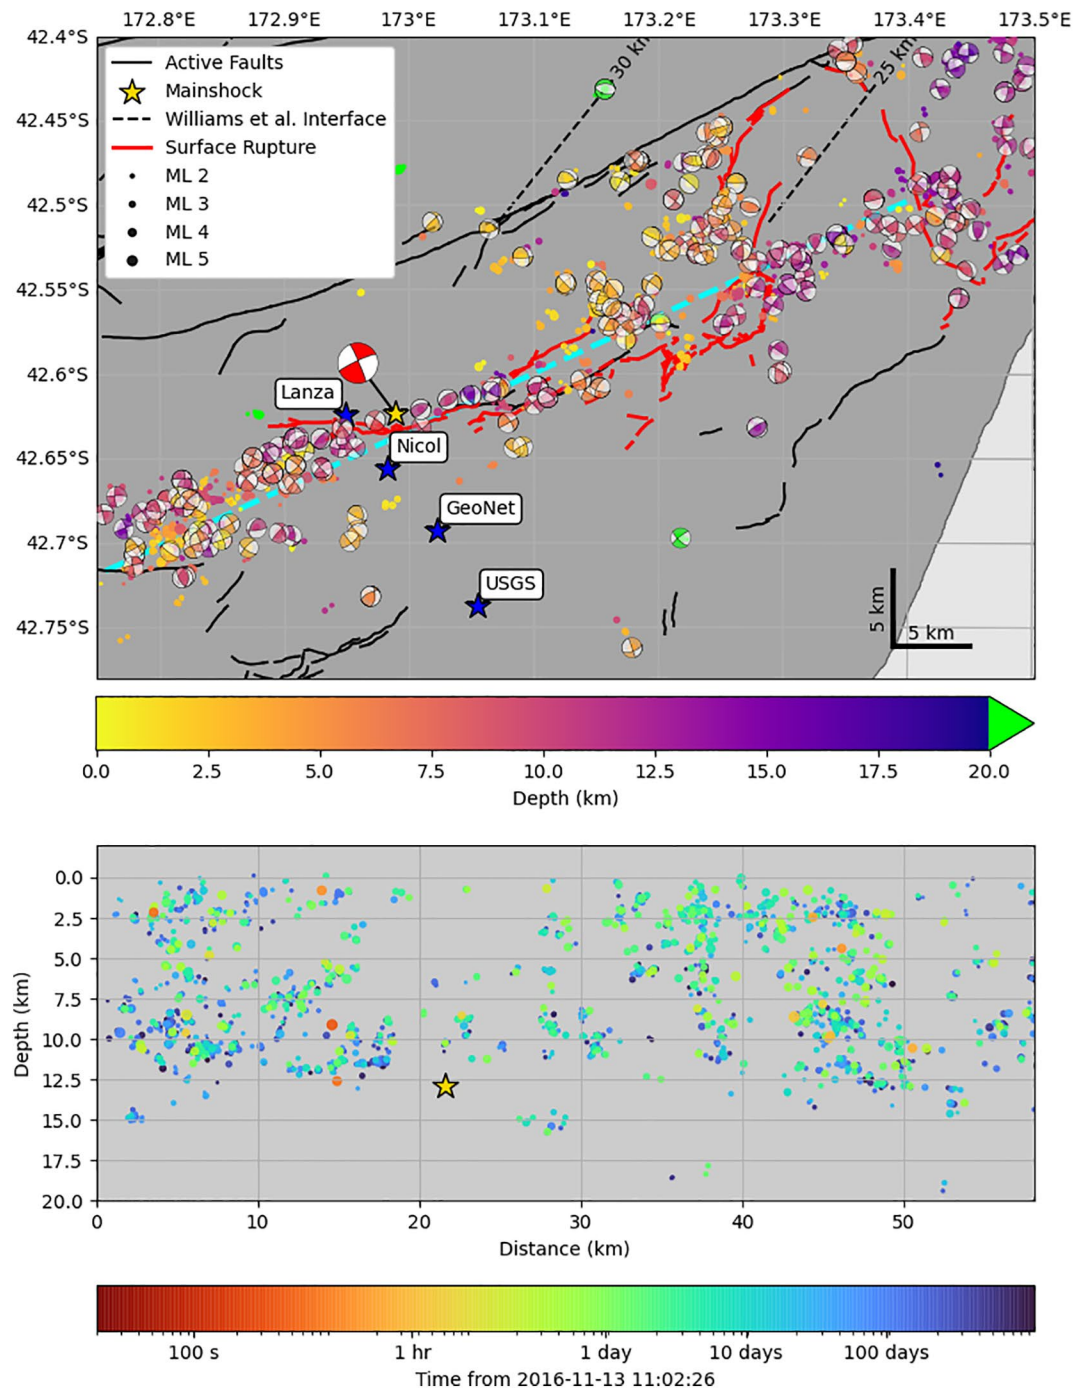 172.8°E 172.9°E 173°E 173.1°E 173.2°E 173.3°E 173.4°E 173.5°E
42.4°S
42.45°S
42.5°S
42.55°S
42.6°S
42.65°S
42.7°S
42.75°S
Active Faults
Mainshock
Williams et al. Interface
Surface Rupture
ML 2
ML 3
ML 4
ML 5
30 km
25 km
Lanza
Nicol
GeoNet
USGS
5 km
5 km
0.0 2.5 5.0 7.5 10.0 12.5 15.0 17.5 20.0
Depth (km)
0.0
2.5
5.0
7.5
10.0
12.5
15.0
17.5
20.0
Depth (km)
0 10 20 30 40 50
Distance (km)
100 s 1 hr 1 day 10 days 100 days
Time from 2016-11-13 11:02:26